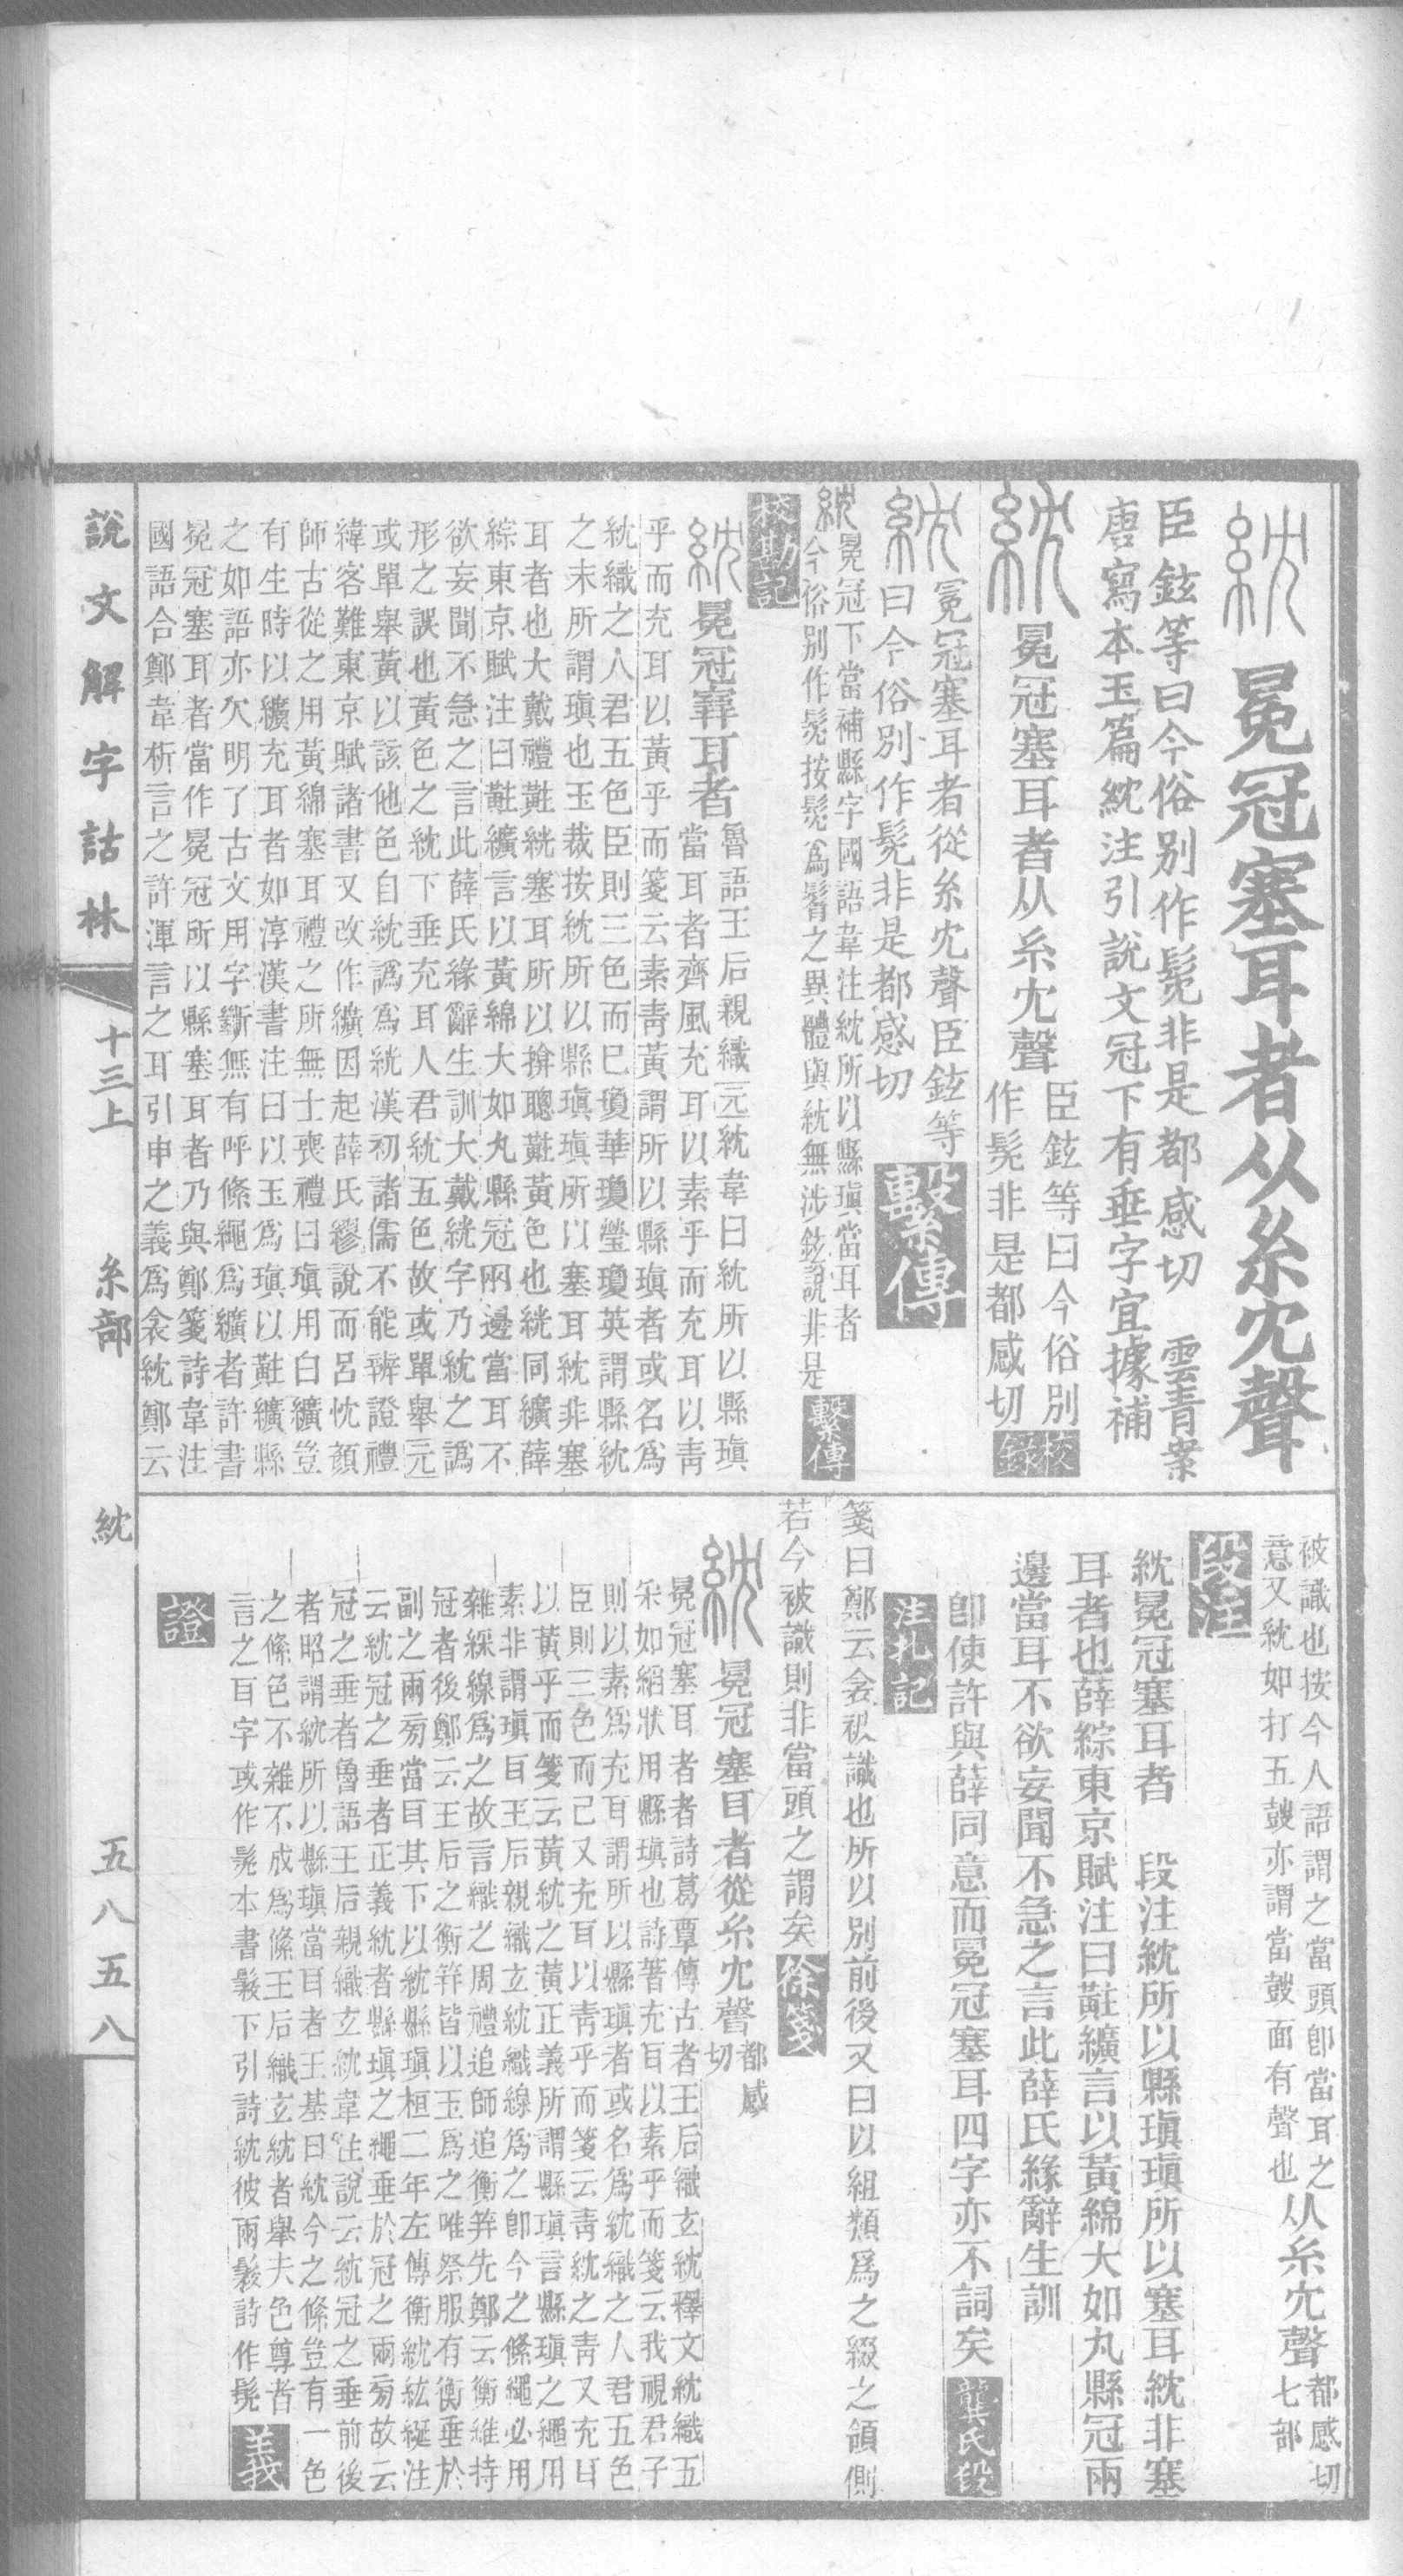 紞冕冠塞耳者从糸冘聲
臣鉉等曰今俗别作髧非是都感切　雲青案
唐寫本玉篇紞注引說文冠下有垂字宜據補
紞冕冠塞耳者从糸冘聲臣鉉等曰今俗別
作髧非是都感切校錄
紞冕冠塞耳者從糸冘聲臣鉉等
曰今俗別作髧非是都感切繫傳
紞冕冠下當補縣字國語韋注紞所以縣瑱當耳者
今俗別作髧按髧爲鬌之異體與紞無涉鉉說非是繫傳
校勘記
紞冕冠塞耳者魯語王后親織元紞韋曰紞所以縣瑱
當耳者齊風充耳以素乎而充耳以靑
乎而充耳以黃乎而箋云素靑黃謂所以縣瑱者或名爲
紞織之人君五色臣則三色而已瓊華瓊瑩瓊英謂縣紞
之末所謂瑱也玉裁按紞所以縣瑱瑱所以塞耳紞非塞
耳者也大戴禮黈絖塞耳所以揜聰黈黃色也絖同纊薛
綜東京賦注曰黈纊言以黃綿大如丸縣冠兩邊當耳不
欲妄聞不急之言此薛氏緣辭生訓大戴絖字乃紞之譌
形之誤也黃色之紞下垂充耳人君紞五色故或單舉元
或單舉黃以該他色自紞譌爲絖漢初諸儒不能辨證禮
緯客難東京賦諸書又改作纊因起薛氏繆說而呂忱顏
師古從之用黃綿塞耳禮之所無士喪禮曰瑱用白纊豈
有生時以纊充耳者如淳漢書注曰以玉爲瑱以黈纊縣
之如語亦欠明了古文用字斷無有呼絛繩爲纊者許書
冕冠塞耳者當作冕冠所以縣塞耳者乃與鄭箋詩韋注
國語合鄭韋析言之許渾言之耳引申之義爲衾紞鄭云
被識也按今人語謂之當頭卽當耳之从糸冘聲都感切
意又紞如打五鼓亦謂當鼓面有聲也七部
段注
紞冕冠塞耳者　段注紞所以縣瑱瑱所以塞耳紞非塞
耳者也薛綜東京賦注曰黈纊言以黃綿大如丸縣冠兩
邊當耳不欲妄聞不急之言此薛氏緣辭生訓
卽使許與薛同意而冕冠塞耳四字亦不詞矣龔氏段
注札記
箋曰鄭云衾紞識也所以別前後又曰以組類爲之綴之領側
若今被識則非當頭之謂矣徐箋
紞冕冠塞耳者從糸冘聲都感
切
冕冠塞耳者者詩葛覃傳古者王后織玄紞釋文紞織五
采如絛狀用縣瑱也詩著充耳以素乎而箋云我視君子
則以素爲充耳謂所以縣瑱者或名爲紞織之人君五色
臣則三色而已又充耳以靑乎而箋云靑紞之靑又充耳
以黃乎而箋云黃紞之黃正義所謂縣瑱言縣瑱之繩用
素非謂瑱耳王后親織玄紞織線爲之卽今之絛繩必用
雜綵線爲之故言織之周禮追師追衡笄先鄭云衡維持
冠者後鄭云王后之衡笄皆以玉爲之唯祭服有衡垂於
副之兩旁當耳其下以紞縣瑱桓二年左傳衡紞紘綖注
云紞冠之垂者正義紞者縣瑱之繩垂於冠之兩旁故云
冠之垂者魯語王后親織玄紞韋注說云紞冠之垂前後
者昭謂紞所以縣瑱當耳者王基曰紞今之絛豈有一色
之絛色不雜不成爲絛王后織玄紞者舉夫色尊者
言之耳字或作髧本書䰅下引詩紞彼兩䰅詩作髧義
證
說文解字詁林　十三上　糸部　紞　五八五八